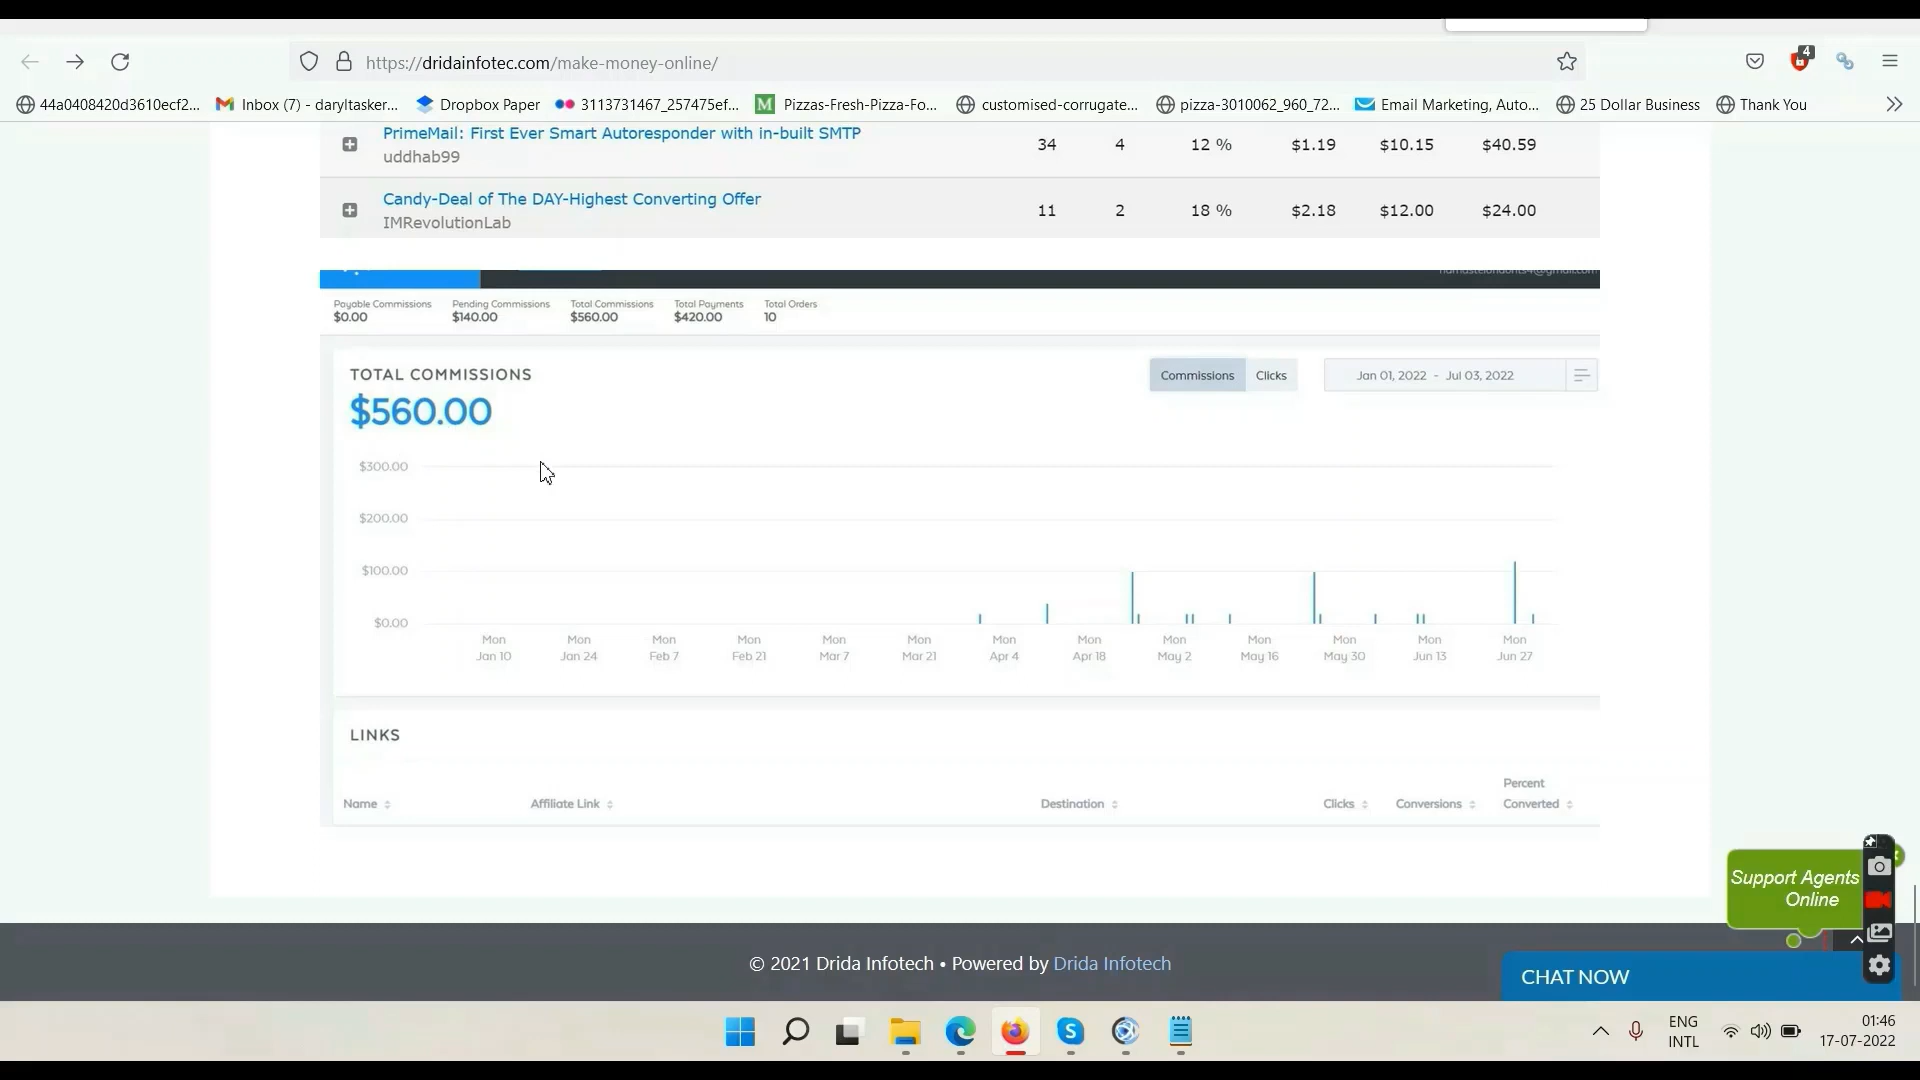 https://dridainfotec.com/make-money-online/
4
44a0408420d3610ecf2...
Inbox (7) - daryltasker...
Dropbox Paper
3113731467_257475ef...
Pizzas-Fresh-Pizza-Fo...
customised-corrugate...
pizza-3010062_960_72...
Email Marketing, Auto...
25 Dollar Business
Thank You
PrimeMail: First Ever Smart Autoresponder with in-built SMTP
uddhab99
34 4 12 % $1.19 $10.15 $40.59
Candy-Deal of The DAY-Highest Converting Offer
IMRevolutionLab
11 2 18 % $2.18 $12.00 $24.00
Payable Commissions Pending Commissions Total Commissions Total Payments Total Orders
$0.00 $140.00 $560.00 $420.00 10
TOTAL COMMISSIONS
$560.00
Commissions Clicks
Jan 01, 2022 - Jul 03, 2022
$300.00
$200.00
$100.00
$0.00
Mon Mon Mon Mon Mon Mon Mon Mon Mon Mon Mon Mon Mon
Jan 10 Jan 24 Feb 7 Feb 21 Mar 7 Mar 21 Apr 4 Apr 18 May 2 May 16 May 30 Jun 13 Jun 27
LINKS
Name Affiliate Link Destination Clicks Conversions Percent
Converted
Support Agents
Online
© 2021 Drida Infotech • Powered by Drida Infotech
CHAT NOW
ENG
INTL
01:46
17-07-2022